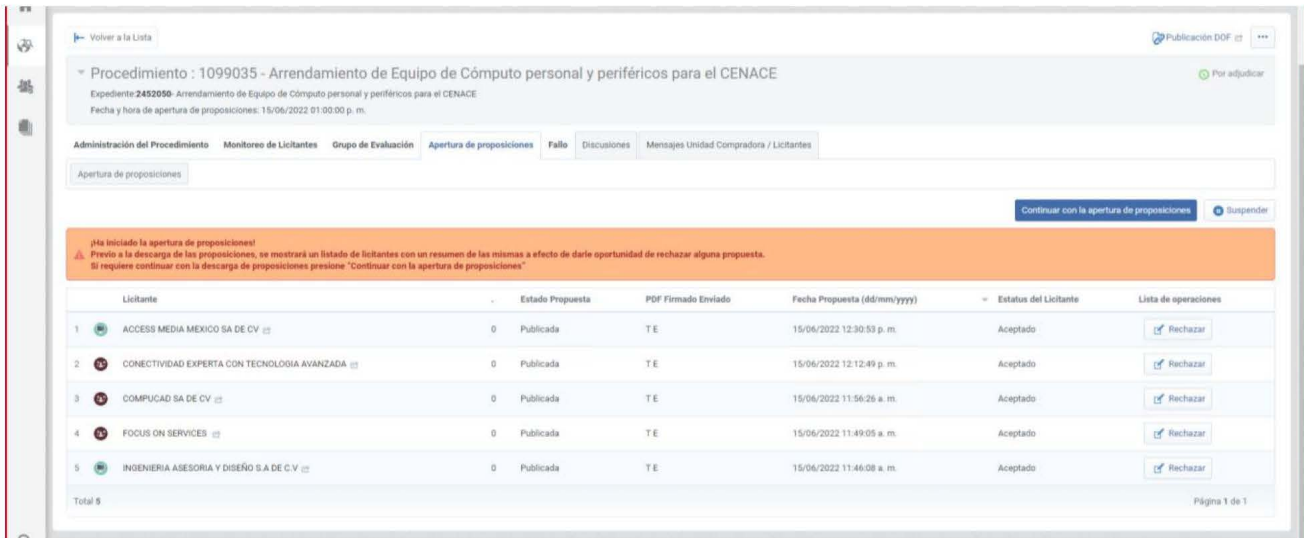 Volver a la Lista
Publicación DOF
Procedimiento : 1099035 - Arrendamiento de Equipo de Cómputo personal y periféricos para el CENACE
Por adjudicar
Expediente:2452050- Arrendamiento de Equipo de Cómputo personal y periféricos para el CENACE
Fecha y hora de apertura de proposiciones: 15/06/2022 01:00:00 p. m.
Administración del Procedimiento Monitoreo de Licitantes Grupo de Evaluación Apertura de proposiciones Fallo Discusiones Mensajes Unidad Compradora / Licitantes
Apertura de proposiciones
Continuar con la apertura de proposiciones Suspender
¡Ha iniciado la apertura de proposiciones!
Previo a la descarga de las proposiciones, se mostrará un listado de licitantes con un resumen de las mismas a efecto de darle oportunidad de rechazar alguna propuesta.
Si requiere continuar con la descarga de proposiciones presione "Continuar con la apertura de proposiciones"
Licitante . Estado Propuesta PDF Firmado Enviado Fecha Propuesta (dd/mm/yyyy) Estatus del Licitante Lista de operaciones
1 ACCESS MEDIA MEXICO SA DE CV 0 Publicada T E 15/06/2022 12:30:53 p. m. Aceptado Rechazar
2 CONECTIVIDAD EXPERTA CON TECNOLOGIA AVANZADA 0 Publicada T E 15/06/2022 12:12:49 p. m. Aceptado Rechazar
3 COMPUCAD SA DE CV 0 Publicada T E 15/06/2022 11:56:26 a. m. Aceptado Rechazar
4 FOCUS ON SERVICES 0 Publicada T E 15/06/2022 11:49:05 a. m. Aceptado Rechazar
5 INGENIERIA ASESORIA Y DISEÑO S.A DE C.V 0 Publicada T E 15/06/2022 11:46:08 a. m. Aceptado Rechazar
Total 5 Página 1 de 1